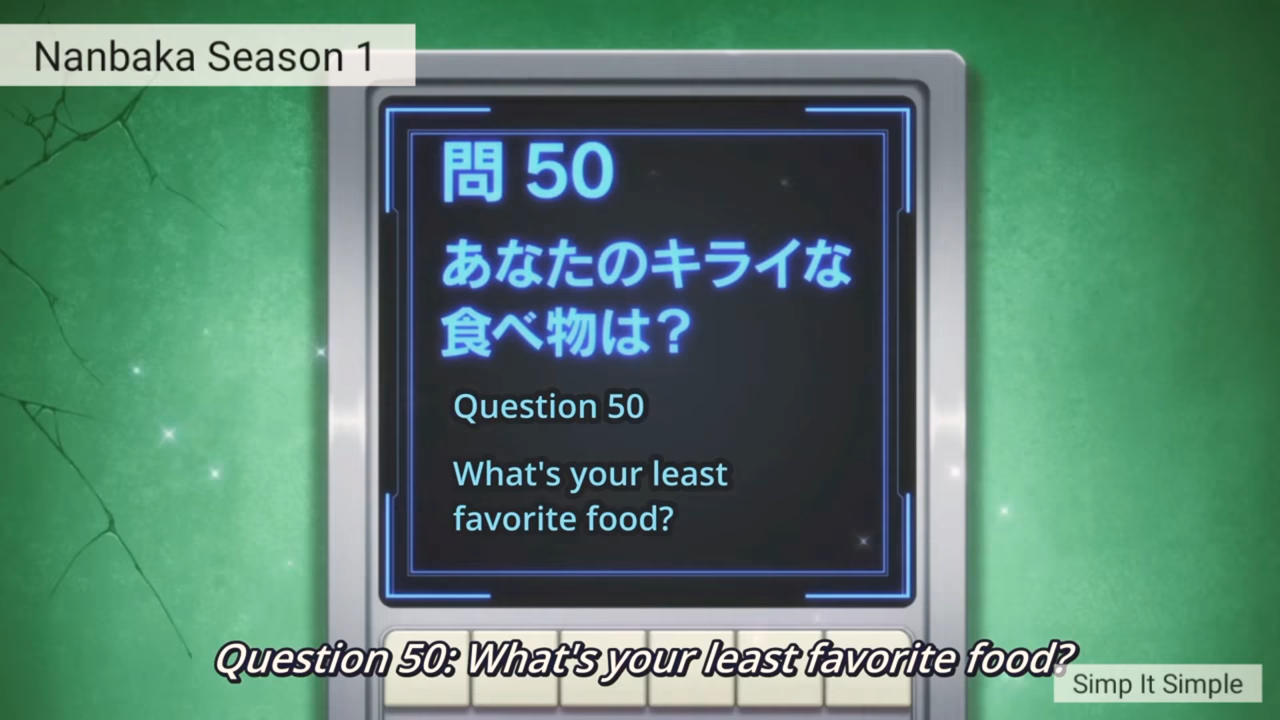 Nanbaka Season 1
問 50
あなたのキライな
食べ物は？
Question 50
What's your least
favorite food?
Question 50: What's your least favorite food?
Simp It Simple